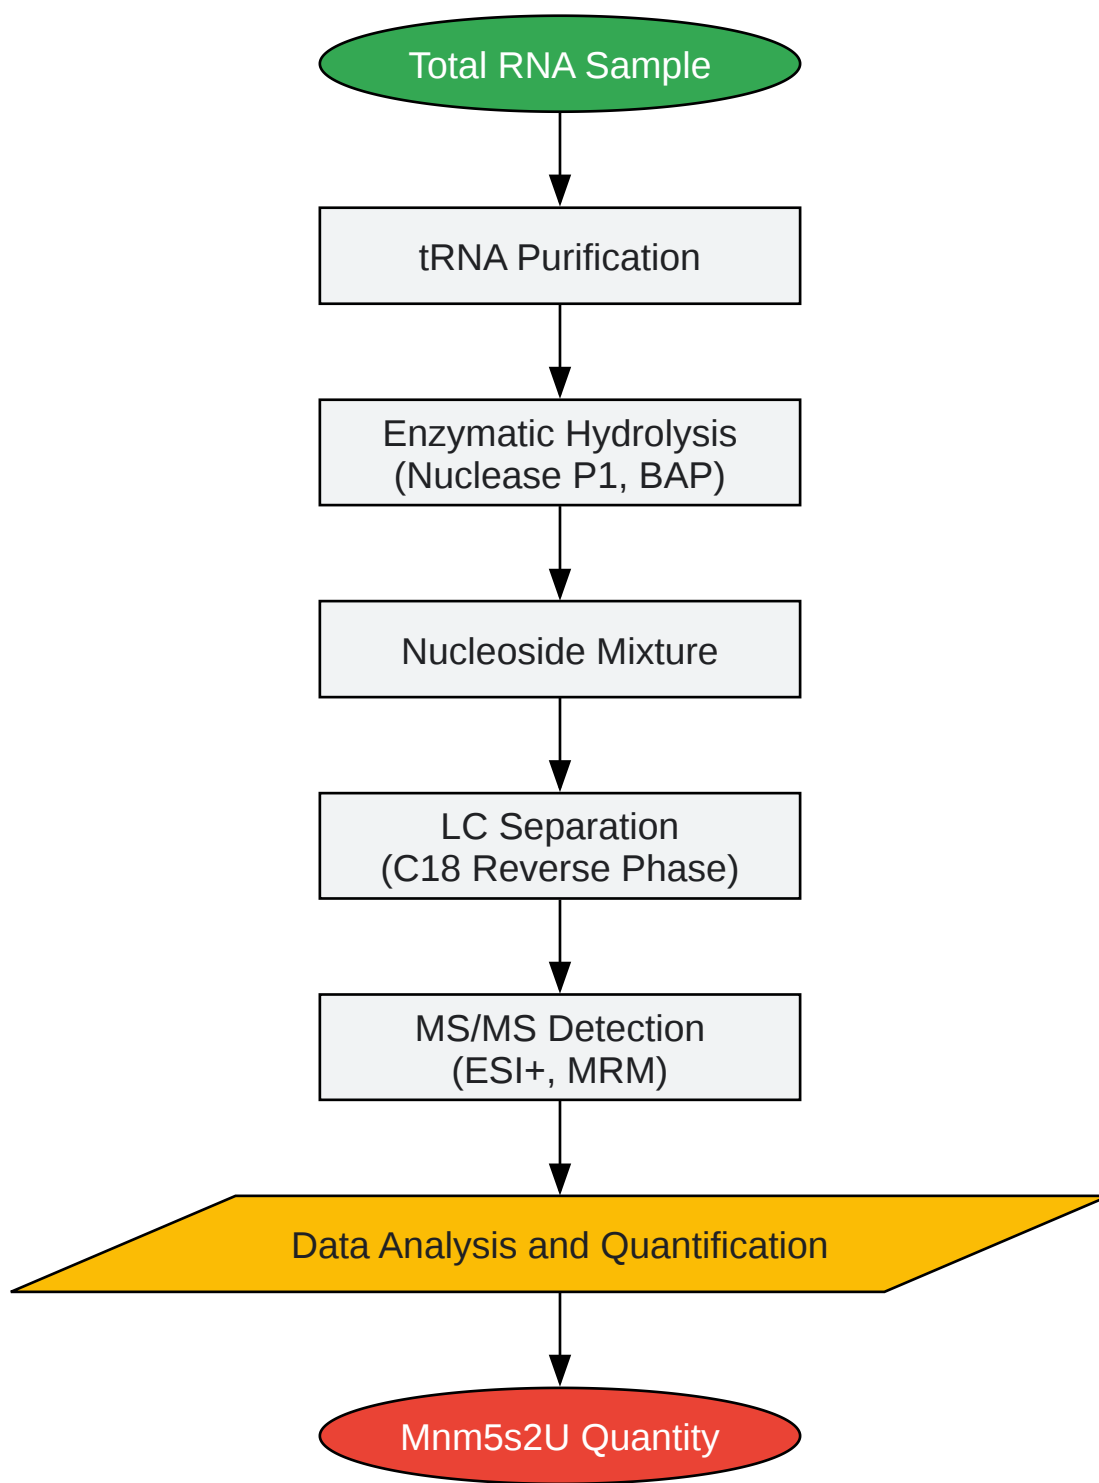 Total RNA Sample
tRNA Purification
Enzymatic Hydrolysis
(Nuclease P1, BAP)
Nucleoside Mixture
LC Separation
(C18 Reverse Phase)
MS/MS Detection
(ESI+, MRM)
Data Analysis and Quantification
Mnm5s2U Quantity